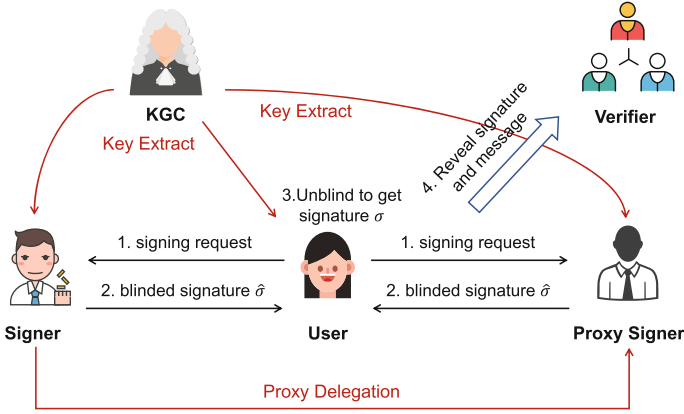 KGC
Verifier
Key Extract
Key Extract
4. Reveal signature
and message
3.Unblind to get
signature σ
1. signing request
1. signing request
2. blinded signature σ̂
2. blinded signature σ̂
Signer
User
Proxy Signer
Proxy Delegation